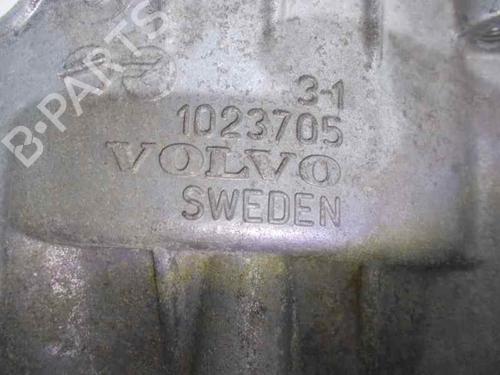 3-1
1023705
VOLVO
SWEDEN
B-PARTS